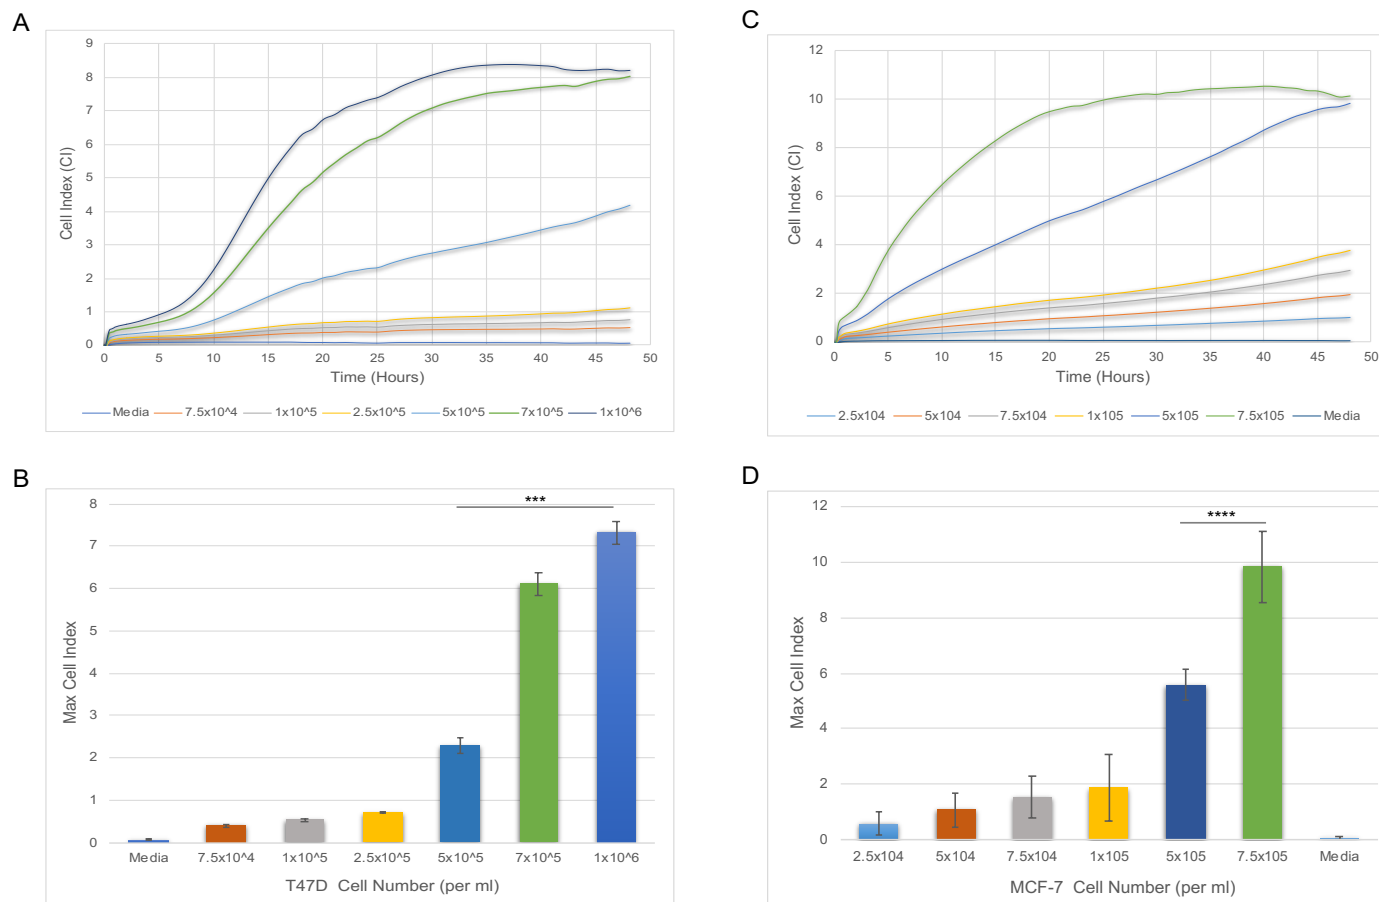 A
9
8
7
6
5
4
3
2
1
0
Cell Index (CI)
0 5 10 15 20 25 30 35 40 45 50
Time (Hours)
Media 7.5x10^4 1x10^5 2.5x10^5 5x10^5 7x10^5 1x10^6
B
8
7
6
5
4
3
2
1
0
Max Cell Index
***
Media 7.5x10^4 1x10^5 2.5x10^5 5x10^5 7x10^5 1x10^6
T47D Cell Number (per ml)
C
12
10
8
6
4
2
0
Cell Index (CI)
0 5 10 15 20 25 30 35 40 45 50
Time (Hours)
2.5x104 5x104 7.5x104 1x105 5x105 7.5x105 Media
D
12
10
8
6
4
2
0
Max Cell Index
****
2.5x104 5x104 7.5x104 1x105 5x105 7.5x105 Media
MCF-7 Cell Number (per ml)